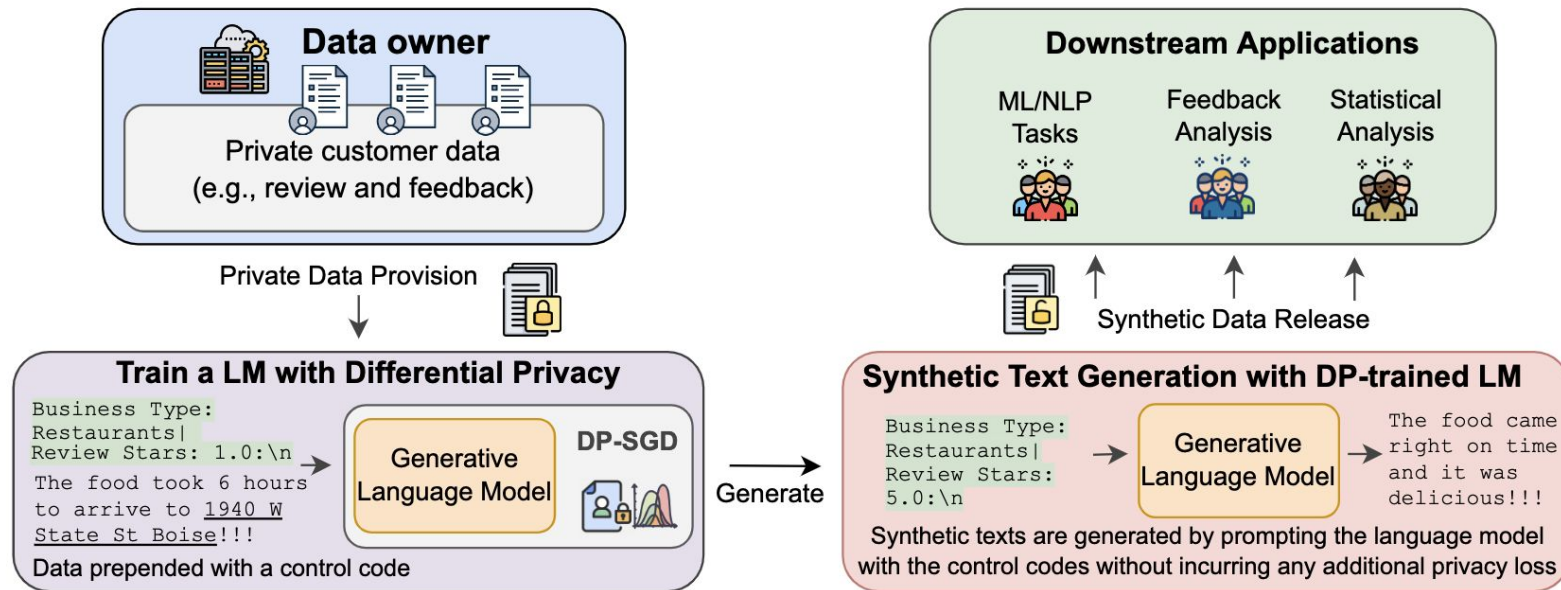 Data owner
Private customer data
(e.g., review and feedback)
Private Data Provision
Train a LM with Differential Privacy
Business Type:
Restaurants|
Review Stars: 1.0:\n
The food took 6 hours
to arrive to 1940 W
State St Boise!!!
Data prepended with a control code
Generative
Language Model
DP-SGD
Generate
Synthetic Text Generation with DP-trained LM
Business Type:
Restaurants|
Review Stars:
5.0:\n
Generative
Language Model
The food came
right on time
and it was
delicious!!!
Synthetic texts are generated by prompting the language model
with the control codes without incurring any additional privacy loss
Synthetic Data Release
Downstream Applications
ML/NLP
Tasks
Feedback
Analysis
Statistical
Analysis